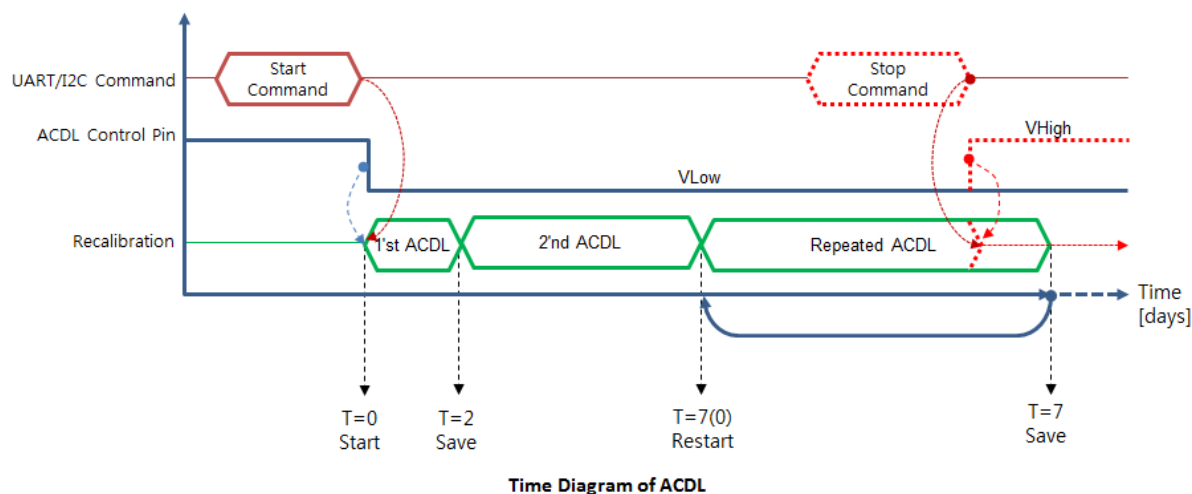 Start
Command
Stop
Command
UART/I2C Command
ACDL Control Pin
VHigh
VLow
Recalibration
1'st ACDL
2'nd ACDL
Repeated ACDL
Time
[days]
T=0
Start
T=2
Save
T=7(0)
Restart
T=7
Save
Time Diagram of ACDL